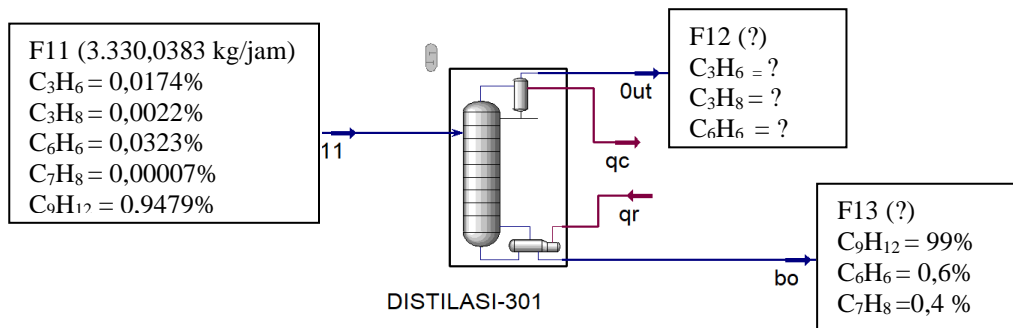 F11 (3.330,0383 kg/jam)
C₃H₆ = 0,0174%
C₃H₈ = 0,0022%
C₆H₆ = 0,0323%
C₇H₈ = 0,00007%
C₉H₁₂ = 0,9479%
11
0ut
qc
qr
bo
F12 (?)
C₃H₆ = ?
C₃H₈ = ?
C₆H₆ = ?
F13 (?)
C₉H₁₂ = 99%
C₆H₆ = 0,6%
C₇H₈ =0,4 %
DISTILASI-301